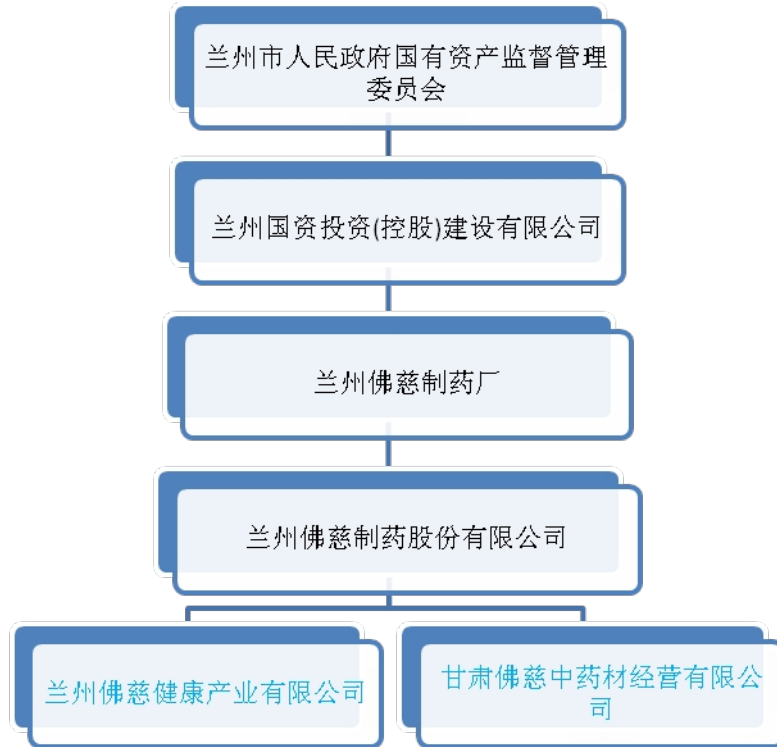 兰州市人民政府国有资产监督管理
委员会
兰州国资投资(控股)建设有限公司
兰州佛慈制药厂
兰州佛慈制药股份有限公司
兰州佛慈健康产业有限公司
甘肃佛慈中药材经营有限公
司